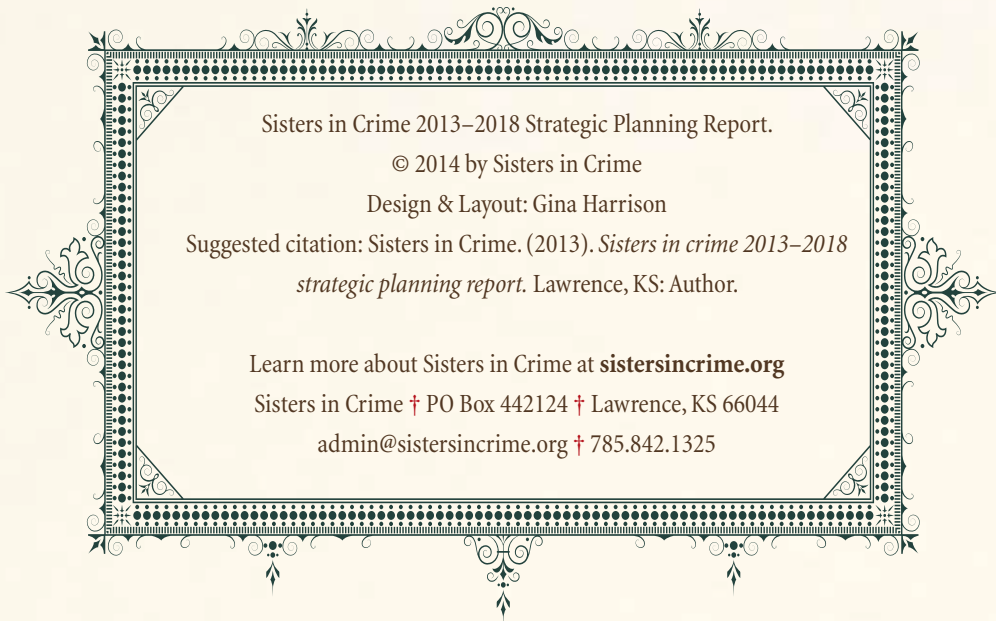 Sisters in Crime 2013–2018 Strategic Planning Report.
© 2014 by Sisters in Crime
Design & Layout: Gina Harrison
Suggested citation: Sisters in Crime. (2013). Sisters in crime 2013–2018
strategic planning report. Lawrence, KS: Author.
Learn more about Sisters in Crime at sistersincrime.org
Sisters in Crime † PO Box 442124 † Lawrence, KS 66044
admin@sistersincrime.org † 785.842.1325